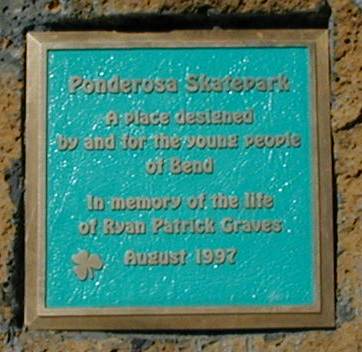 Ponderosa Skatepark
A place designed
by and for the young people
of Bend
In memory of the life
of Ryan Patrick Graves
August 1997